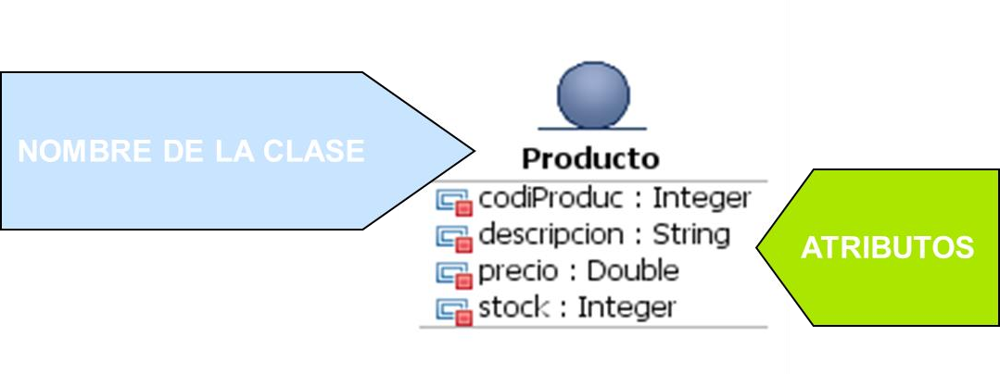 NOMBRE DE LA CLASE
Producto
codiProduc : Integer
descripcion : String
precio : Double
stock : Integer
ATRIBUTOS